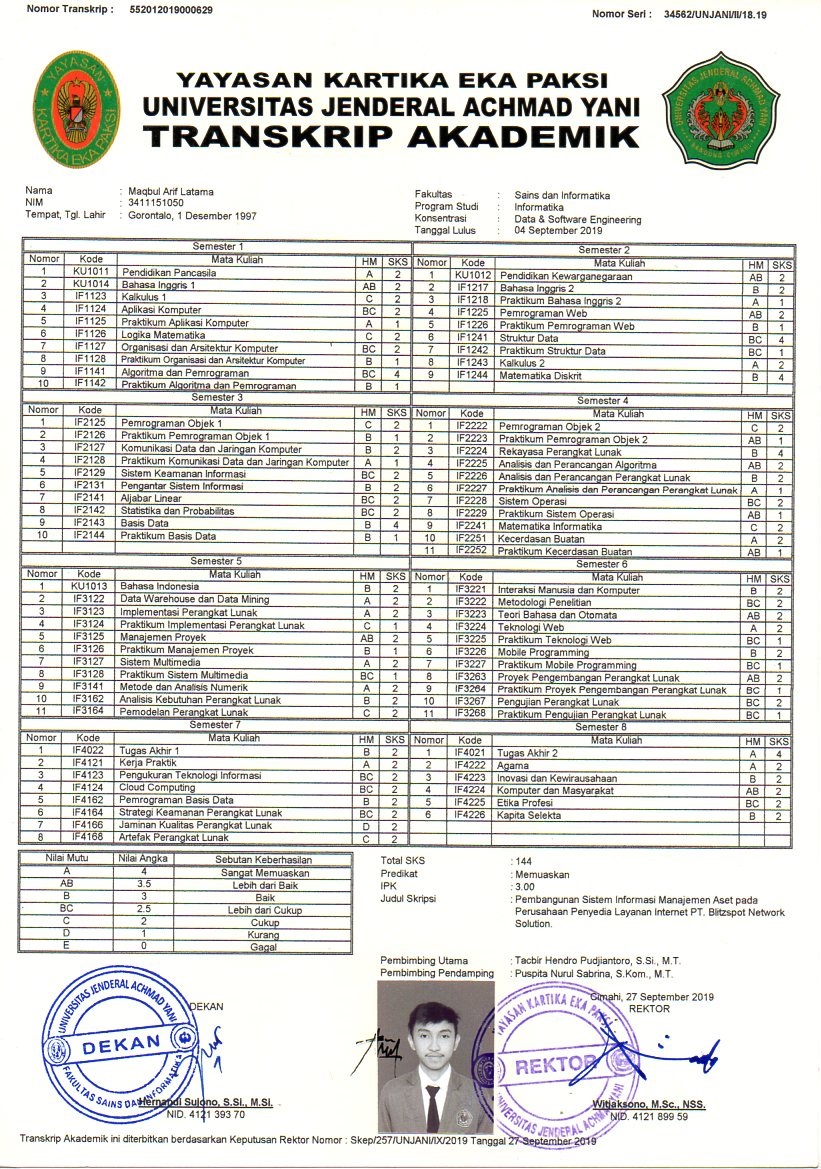 Nomor Transkrip : 552012019000629
Nomor Seri : 34562/UNJANI/II/18.19
YAYASAN KARTIKA EKA PAKSI
UNIVERSITAS JENDERAL ACHMAD YANI
TRANSKRIP AKADEMIK
YAYASAN KARTIKA EKA PAKSI
UNIVERSITAS JENDERAL ACHMAD YANI
BANDUNG - CIMAHI
Nama : Maqbul Arif Latama
NIM : 3411151050
Tempat, Tgl. Lahir : Gorontalo, 1 Desember 1997
Fakultas : Sains dan Informatika
Program Studi : Informatika
Konsentrasi : Data & Software Engineering
Tanggal Lulus : 04 September 2019
Semester 1
Nomor Kode Mata Kuliah HM SKS
1 KU1011 Pendidikan Pancasila A 2
2 KU1014 Bahasa Inggris 1 AB 2
3 IF1123 Kalkulus 1 C 2
4 IF1124 Aplikasi Komputer BC 2
5 IF1125 Praktikum Aplikasi Komputer A 1
6 IF1126 Logika Matematika C 2
7 IF1127 Organisasi dan Arsitektur Komputer BC 2
8 IF1128 Praktikum Organisasi dan Arsitektur Komputer B 1
9 IF1141 Algoritma dan Pemrograman BC 4
10 IF1142 Praktikum Algoritma dan Pemrograman B 1
Semester 2
Nomor Kode Mata Kuliah HM SKS
1 KU1012 Pendidikan Kewarganegaraan AB 2
2 IF1217 Bahasa Inggris 2 B 2
3 IF1218 Praktikum Bahasa Inggris 2 A 1
4 IF1225 Pemrograman Web AB 2
5 IF1226 Praktikum Pemrograman Web B 1
6 IF1241 Struktur Data BC 4
7 IF1242 Praktikum Struktur Data BC 1
8 IF1243 Kalkulus 2 A 2
9 IF1244 Matematika Diskrit B 4
Semester 3
Nomor Kode Mata Kuliah HM SKS
1 IF2125 Pemrograman Objek 1 C 2
2 IF2126 Praktikum Pemrograman Objek 1 B 1
3 IF2127 Komunikasi Data dan Jaringan Komputer B 2
4 IF2128 Praktikum Komunikasi Data dan Jaringan Komputer A 1
5 IF2129 Sistem Keamanan Informasi BC 2
6 IF2131 Pengantar Sistem Informasi B 2
7 IF2141 Aljabar Linear BC 2
8 IF2142 Statistika dan Probabilitas BC 2
9 IF2143 Basis Data B 4
10 IF2144 Praktikum Basis Data B 1
Semester 4
Nomor Kode Mata Kuliah HM SKS
1 IF2222 Pemrograman Objek 2 C 2
2 IF2223 Praktikum Pemrograman Objek 2 AB 1
3 IF2224 Rekayasa Perangkat Lunak B 4
4 IF2225 Analisis dan Perancangan Algoritma AB 2
5 IF2226 Analisis dan Perancangan Perangkat Lunak B 2
6 IF2227 Praktikum Analisis dan Perancangan Perangkat Lunak A 1
7 IF2228 Sistem Operasi BC 2
8 IF2229 Praktikum Sistem Operasi AB 1
9 IF2241 Matematika Informatika C 2
10 IF2251 Kecerdasan Buatan A 2
11 IF2252 Praktikum Kecerdasan Buatan AB 1
Semester 5
Nomor Kode Mata Kuliah HM SKS
1 KU1013 Bahasa Indonesia B 2
2 IF3122 Data Warehouse dan Data Mining A 2
3 IF3123 Implementasi Perangkat Lunak A 2
4 IF3124 Praktikum Implementasi Perangkat Lunak C 1
5 IF3125 Manajemen Proyek AB 2
6 IF3126 Praktikum Manajemen Proyek B 1
7 IF3127 Sistem Multimedia A 2
8 IF3128 Praktikum Sistem Multimedia BC 1
9 IF3141 Metode dan Analisis Numerik A 2
10 IF3162 Analisis Kebutuhan Perangkat Lunak B 2
11 IF3164 Pemodelan Perangkat Lunak C 2
Semester 6
Nomor Kode Mata Kuliah HM SKS
1 IF3221 Interaksi Manusia dan Komputer B 2
2 IF3222 Metodologi Penelitian BC 2
3 IF3223 Teori Bahasa dan Otomata AB 2
4 IF3224 Teknologi Web A 2
5 IF3225 Praktikum Teknologi Web BC 1
6 IF3226 Mobile Programming B 2
7 IF3227 Praktikum Mobile Programming BC 1
8 IF3263 Proyek Pengembangan Perangkat Lunak AB 2
9 IF3264 Praktikum Proyek Pengembangan Perangkat Lunak BC 1
10 IF3267 Pengujian Perangkat Lunak BC 2
11 IF3268 Praktikum Pengujian Perangkat Lunak BC 1
Semester 7
Nomor Kode Mata Kuliah HM SKS
1 IF4022 Tugas Akhir 1 B 2
2 IF4121 Kerja Praktik A 2
3 IF4123 Pengukuran Teknologi Informasi BC 2
4 IF4124 Cloud Computing BC 2
5 IF4162 Pemrograman Basis Data B 2
6 IF4164 Strategi Keamanan Perangkat Lunak BC 2
7 IF4166 Jaminan Kualitas Perangkat Lunak D 2
8 IF4168 Artefak Perangkat Lunak C 2
Semester 8
Nomor Kode Mata Kuliah HM SKS
1 IF4021 Tugas Akhir 2 A 4
2 IF4222 Agama A 2
3 IF4223 Inovasi dan Kewirausahaan B 2
4 IF4224 Komputer dan Masyarakat AB 2
5 IF4225 Etika Profesi BC 2
6 IF4226 Kapita Selekta B 2
Nilai Mutu Nilai Angka Sebutan Keberhasilan
A 4 Sangat Memuaskan
AB 3.5 Lebih dari Baik
B 3 Baik
BC 2.5 Lebih dari Cukup
C 2 Cukup
D 1 Kurang
E 0 Gagal
Total SKS : 144
Predikat : Memuaskan
IPK : 3.00
Judul Skripsi : Pembangunan Sistem Informasi Manajemen Aset pada
Perusahaan Penyedia Layanan Internet PT. Blitzspot Network
Solution.
Pembimbing Utama : Tacbir Hendro Pudjiantoro, S.Si., M.T.
Pembimbing Pendamping : Puspita Nurul Sabrina, S.Kom., M.T.
Cimahi, 27 September 2019
DEKAN
REKTOR
UNIVERSITAS JENDERAL ACHMAD YANI
DEKAN
FAKULTAS SAINS DAN INFORMATIKA
YAYASAN KARTIKA EKA PAKSI
REKTOR
UNIVERSITAS JENDERAL ACHMAD YANI
Hernandi Sujono, S.Si., M.Si.
NID. 4121 393 70
Witjaksono, M.Sc., NSS.
NID. 4121 899 59
Transkrip Akademik ini diterbitkan berdasarkan Keputusan Rektor Nomor : Skep/257/UNJANI/IX/2019 Tanggal 27 September 2019